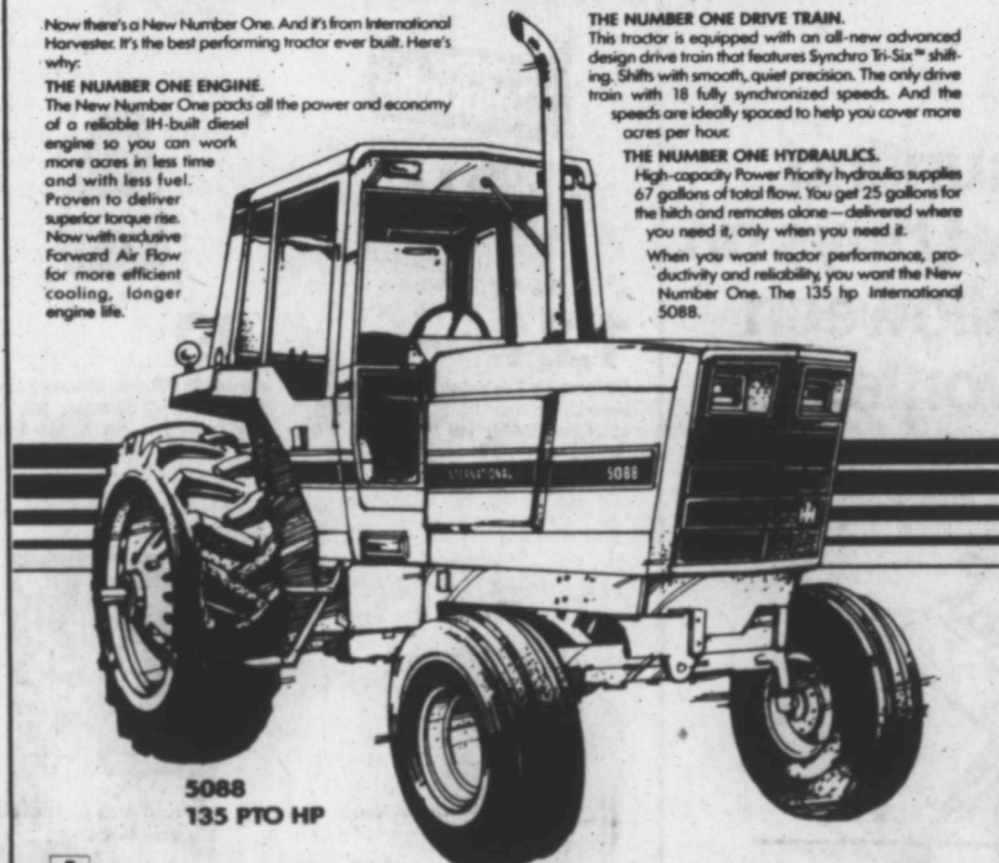 Now there's a New Number One. And it's from International
Harvester. It's the best performing tractor ever built. Here's
why:
THE NUMBER ONE ENGINE.
The New Number One packs all the power and economy
of a reliable IH-built diesel
engine so you can work
more acres in less time
and with less fuel.
Proven to deliver
superior torque rise.
Now with exclusive
Forward Air Flow
for more efficient
cooling, longer
engine life.
THE NUMBER ONE DRIVE TRAIN.
This tractor is equipped with an all-new advanced
design drive train that features Synchro Tri-Six™ shift-
ing. Shifts with smooth, quiet precision. The only drive
train with 18 fully synchronized speeds. And the
speeds are ideally spaced to help you cover more
acres per hour.
THE NUMBER ONE HYDRAULICS.
High-capacity Power Priority hydraulics supplies
67 gallons of total flow. You get 25 gallons for
the hitch and remotes alone—delivered where
you need it, only when you need it.
When you want tractor performance, pro-
ductivity and reliability, you want the New
Number One. The 135 hp International
5088.
INTERNATIONAL 5088
IH
5088
135 PTO HP